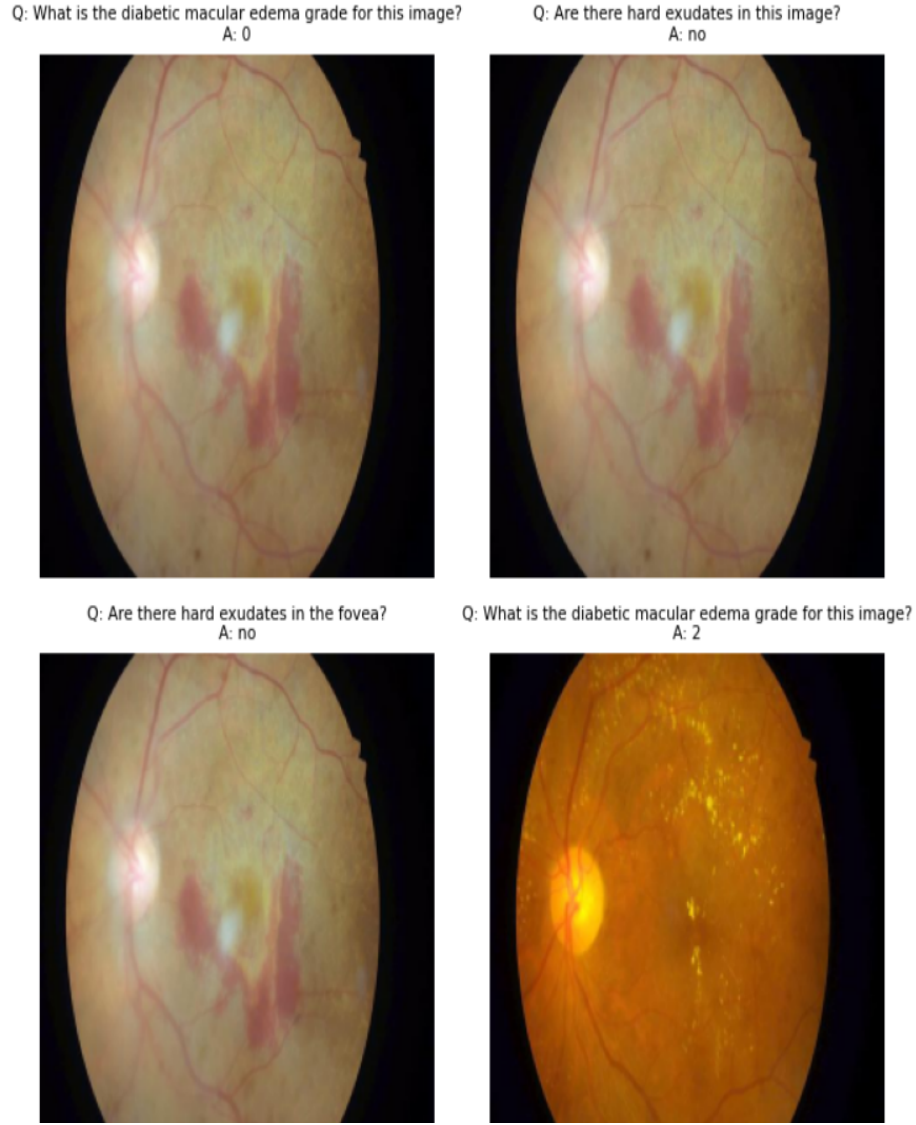 Q: What is the diabetic macular edema grade for this image?
A: 0
Q: Are there hard exudates in this image?
A: no
Q: Are there hard exudates in the fovea?
A: no
Q: What is the diabetic macular edema grade for this image?
A: 2